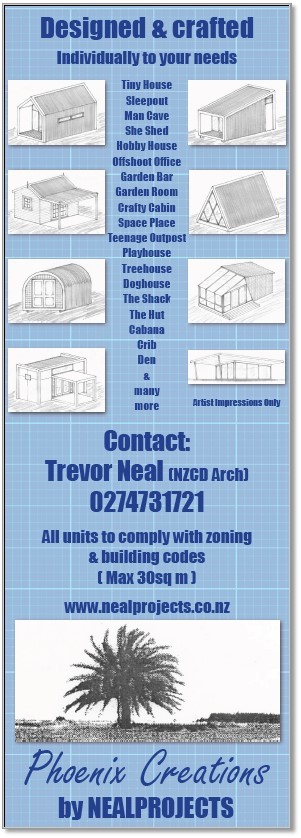 Designed & crafted
Individually to your needs
Tiny House
Sleepout
Man Cave
She Shed
Hobby House
Offshoot Office
Garden Bar
Garden Room
Crafty Cabin
Space Place
Teenage Outpost
Playhouse
Treehouse
Doghouse
The Shack
The Hut
Cabana
Crib
Den
&
many
more
Artist Impressions Only
Contact:
Trevor Neal (NZCD Arch)
0274731721
All units to comply with zoning
& building codes
( Max 30sq m )
www.nealprojects.co.nz
Phoenix Creations
by NEALPROJECTS